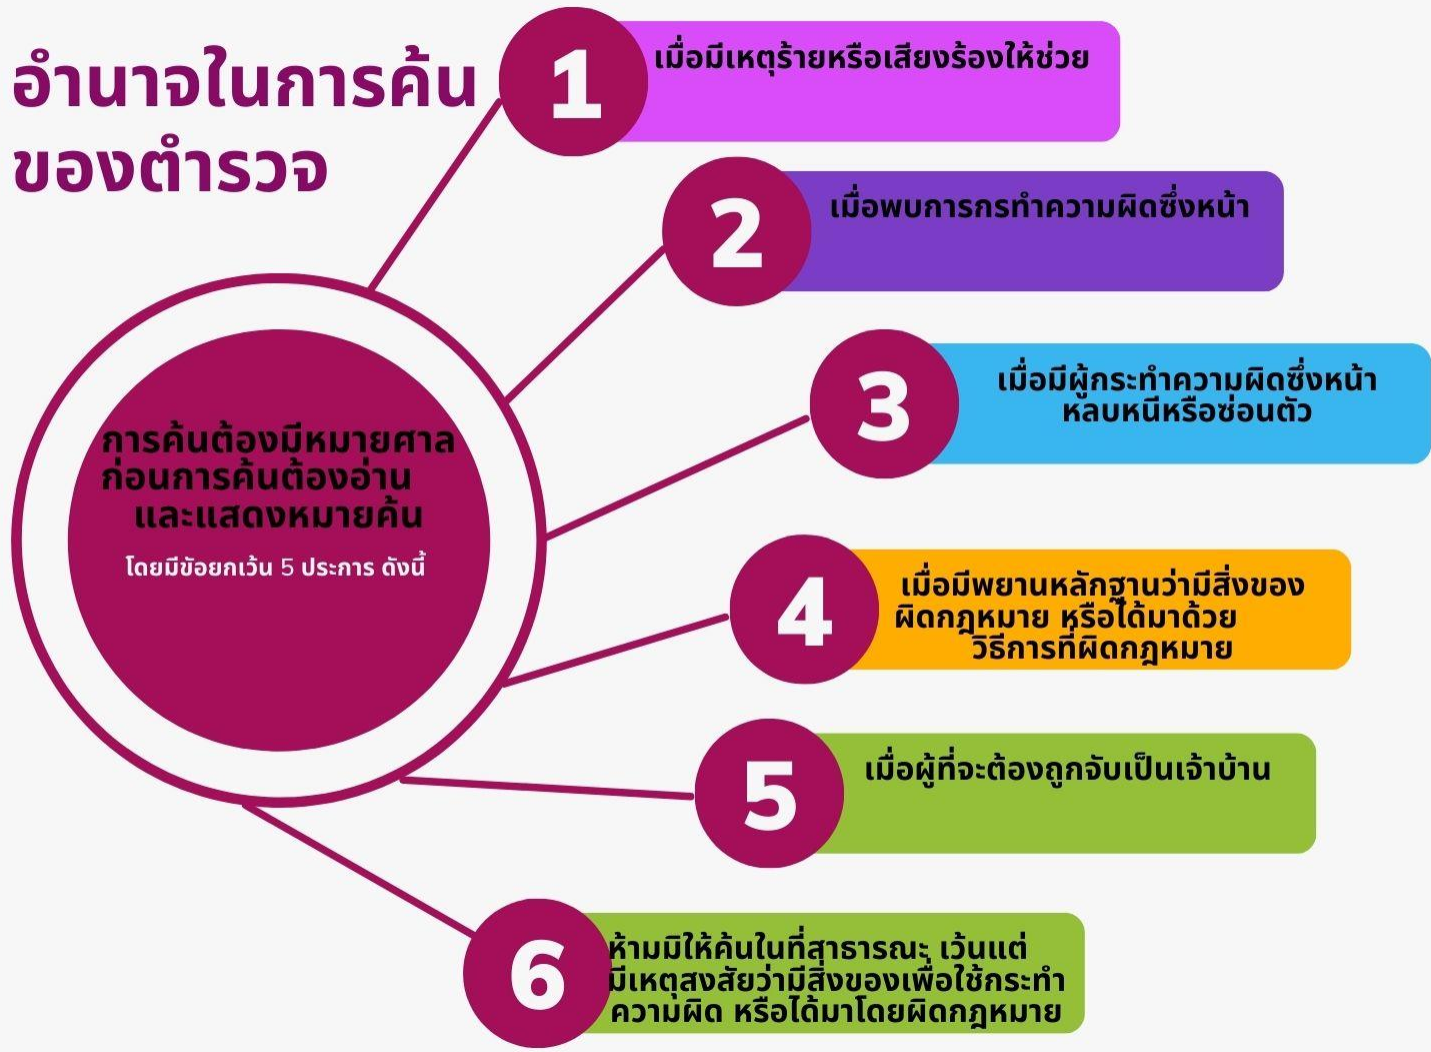 อำนาจในการค้น
ของตำรวจ
การค้นต้องมีหมายศาล
ก่อนการค้นต้องอ่าน
และแสดงหมายค้น
โดยมีข้อยกเว้น 5 ประการ ดังนี้
1
เมื่อมีเหตุร้ายหรือเสียงร้องให้ช่วย
2
เมื่อพบการกรทำความผิดซึ่งหน้า
3
เมื่อมีผู้กระทำความผิดซึ่งหน้า
หลบหนีหรือซ่อนตัว
4
เมื่อมีพยานหลักฐานว่ามีสิ่งของ
ผิดกฎหมาย หรือได้มาด้วย
วิธีการที่ผิดกฎหมาย
5
เมื่อผู้ที่จะต้องถูกจับเป็นเจ้าบ้าน
6
ห้ามมิให้ค้นในที่สาธารณะ เว้นแต่
มีเหตุสงสัยว่ามีสิ่งของเพื่อใช้กระทำ
ความผิด หรือได้มาโดยผิดกฎหมาย